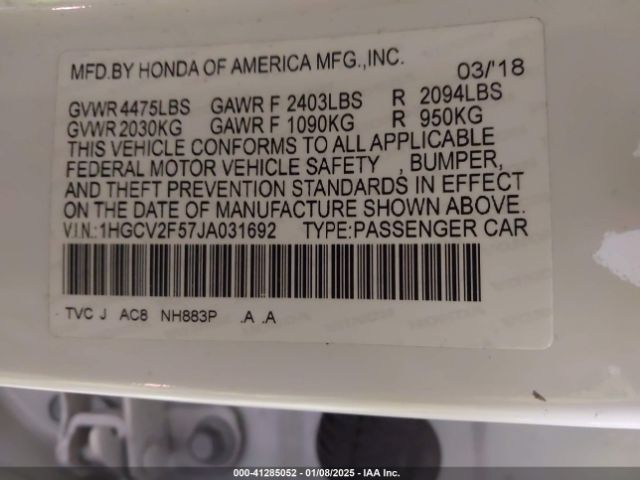 MFD.BY HONDA OF AMERICA MFG.,INC. 03/'18
GVWR 4475LBS GAWR F 2403LBS R 2094LBS
GVWR 2030KG GAWR F 1090KG R 950KG
THIS VEHICLE CONFORMS TO ALL APPLICABLE
FEDERAL MOTOR VEHICLE SAFETY , BUMPER,
AND THEFT PREVENTION STANDARDS IN EFFECT
ON THE DATE OF MANUFACTURE SHOWN ABOVE.
V.I.N.:1HGCV2F57JA031692 TYPE:PASSENGER CAR
TVC J AC8 NH883P .A .A
000-41285052 — 01/08/2025 — IAA Inc.